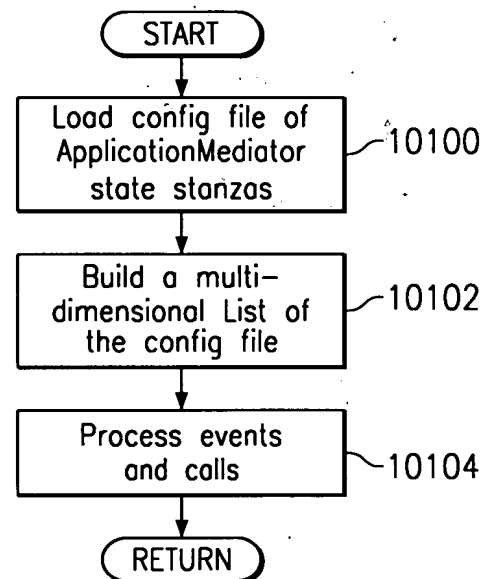 START
Load config file of
ApplicationMediator
state stanzas
10100
Build a multi-
dimensional List of
the config file
10102
Process events
and calls
10104
RETURN